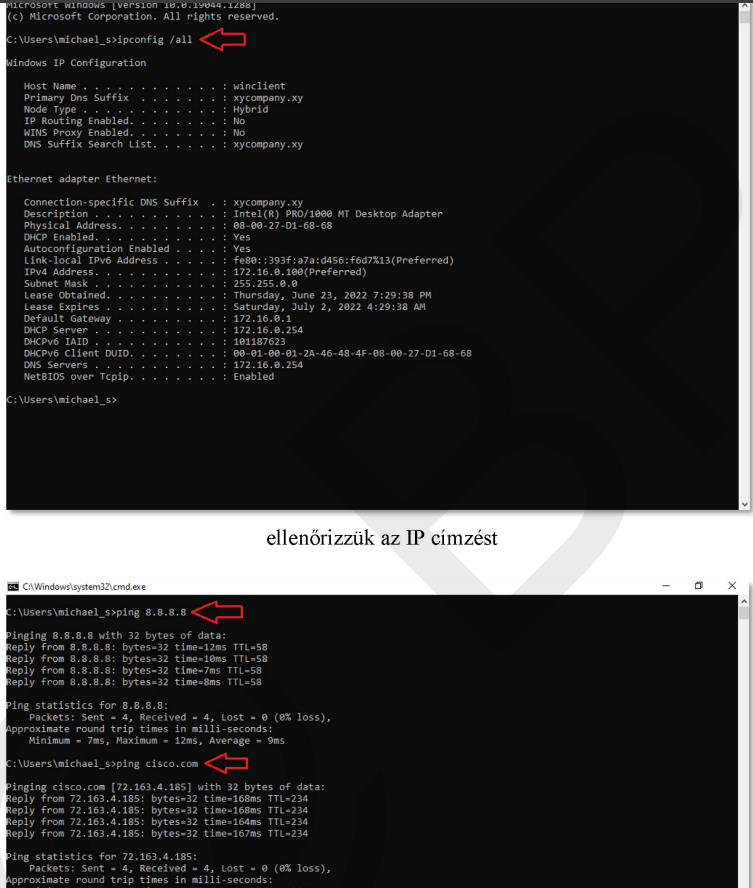 Microsoft Windows [Version 10.0.19044.1288]
(c) Microsoft Corporation. All rights reserved.
C:\Users\michael_s>ipconfig /all
Windows IP Configuration
Host Name . . . . . . . . . . . . : winclient
Primary Dns Suffix . . . . . . . : xycompany.xy
Node Type . . . . . . . . . . . . : Hybrid
IP Routing Enabled. . . . . . . . : No
WINS Proxy Enabled. . . . . . . . : No
DNS Suffix Search List. . . . . . : xycompany.xy
Ethernet adapter Ethernet:
Connection-specific DNS Suffix . : xycompany.xy
Description . . . . . . . . . . . : Intel(R) PRO/1000 MT Desktop Adapter
Physical Address. . . . . . . . . : 08-00-27-D1-68-68
DHCP Enabled. . . . . . . . . . . : Yes
Autoconfiguration Enabled . . . . : Yes
Link-local IPv6 Address . . . . . : fe80::393f:a7a:d456:f6d7%13(Preferred)
IPv4 Address. . . . . . . . . . . : 172.16.0.100(Preferred)
Subnet Mask . . . . . . . . . . . : 255.255.0.0
Lease Obtained. . . . . . . . . . : Thursday, June 23, 2022 7:29:38 PM
Lease Expires . . . . . . . . . . : Saturday, July 2, 2022 4:29:38 AM
Default Gateway . . . . . . . . . : 172.16.0.1
DHCP Server . . . . . . . . . . . : 172.16.0.254
DHCPv6 IAID . . . . . . . . . . . : 101187623
DHCPv6 Client DUID. . . . . . . . : 00-01-00-01-2A-46-48-4F-08-00-27-D1-68-68
DNS Servers . . . . . . . . . . . : 172.16.0.254
NetBIOS over Tcpip. . . . . . . . : Enabled
C:\Users\michael_s>
ellenőrizzük az IP címzést
C:\Windows\system32\cmd.exe
C:\Users\michael_s>ping 8.8.8.8
Pinging 8.8.8.8 with 32 bytes of data:
Reply from 8.8.8.8: bytes=32 time=12ms TTL=58
Reply from 8.8.8.8: bytes=32 time=10ms TTL=58
Reply from 8.8.8.8: bytes=32 time=7ms TTL=58
Reply from 8.8.8.8: bytes=32 time=8ms TTL=58
Ping statistics for 8.8.8.8:
Packets: Sent = 4, Received = 4, Lost = 0 (0% loss),
Approximate round trip times in milli-seconds:
Minimum = 7ms, Maximum = 12ms, Average = 9ms
C:\Users\michael_s>ping cisco.com
Pinging cisco.com [72.163.4.185] with 32 bytes of data:
Reply from 72.163.4.185: bytes=32 time=168ms TTL=234
Reply from 72.163.4.185: bytes=32 time=168ms TTL=234
Reply from 72.163.4.185: bytes=32 time=164ms TTL=234
Reply from 72.163.4.185: bytes=32 time=167ms TTL=234
Ping statistics for 72.163.4.185:
Packets: Sent = 4, Received = 4, Lost = 0 (0% loss),
Approximate round trip times in milli-seconds: